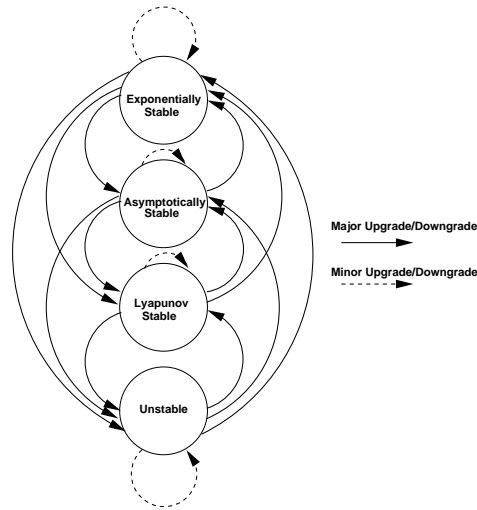 Exponentially
Stable
Asymptotically
Stable
Major Upgrade/Downgrade
Minor Upgrade/Downgrade
Lyapunov
Stable
Unstable